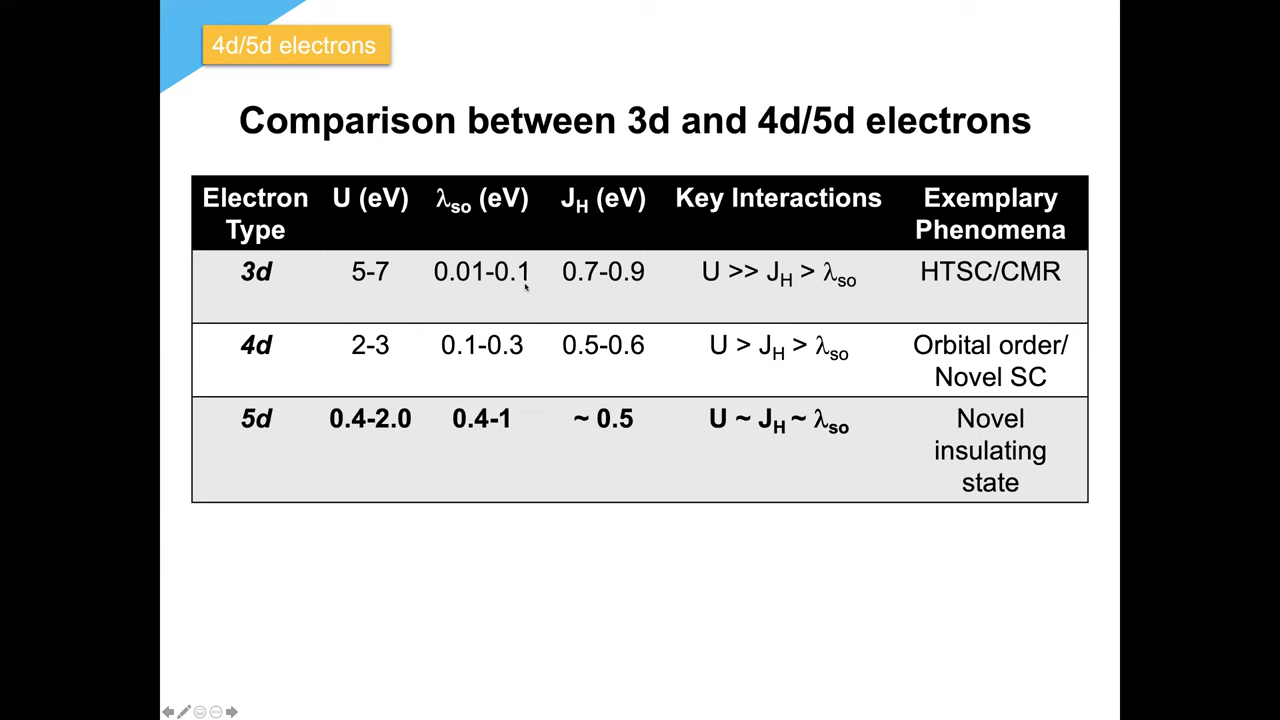 4d/5d electrons
Comparison between 3d and 4d/5d electrons
Electron Type U (eV) λso (eV) JH (eV) Key Interactions Exemplary Phenomena
3d 5-7 0.01-0.1 0.7-0.9 U >> JH > λso HTSC/CMR
4d 2-3 0.1-0.3 0.5-0.6 U > JH > λso Orbital order/ Novel SC
5d 0.4-2.0 0.4-1 ~ 0.5 U ~ JH ~ λso Novel insulating state